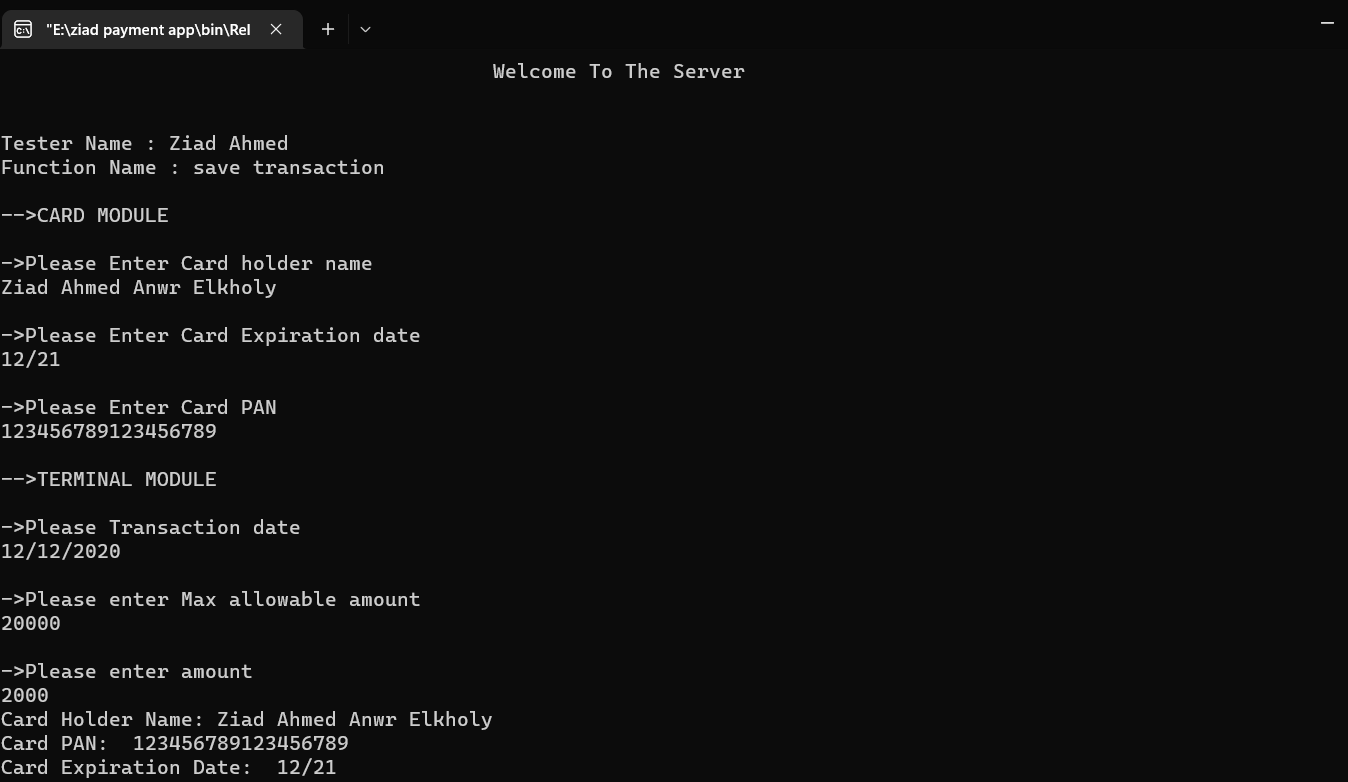 "E:\ziad payment app\bin\Rel
Welcome To The Server
Tester Name : Ziad Ahmed
Function Name : save transaction
-->CARD MODULE
->Please Enter Card holder name
Ziad Ahmed Anwr Elkholy
->Please Enter Card Expiration date
12/21
->Please Enter Card PAN
123456789123456789
-->TERMINAL MODULE
->Please Transaction date
12/12/2020
->Please enter Max allowable amount
20000
->Please enter amount
2000
Card Holder Name: Ziad Ahmed Anwr Elkholy
Card PAN:  123456789123456789
Card Expiration Date:  12/21